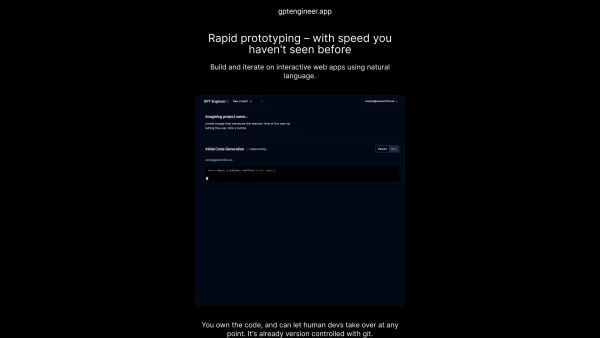 gptengineer.app
Rapid prototyping – with speed you
haven't seen before
Build and iterate on interactive web apps using natural
language.
GPT Engineer /
New project
Imagining project name...
create a page that measures the reaction time of the user by
letting the user click a button
Initial Code Generation
Implementing...
Preview
You own the code, and can let human devs take over at any
point. It's already version controlled with git.